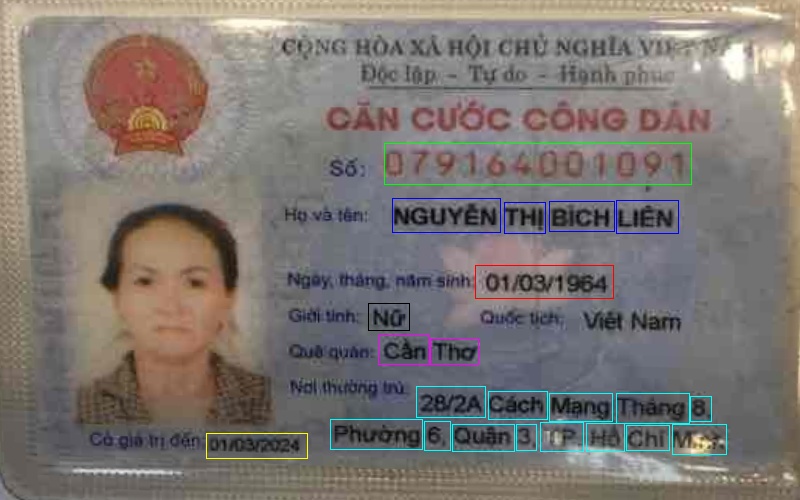 CỘNG HÒA XÃ HỘI CHỦ NGHĨA VIỆT NAM
Độc lập - Tự do - Hạnh phúc
CĂN CƯỚC CÔNG DÂN
Số: 079164001091
Họ và tên: NGUYỄN THỊ BÍCH LIÊN
Ngày, tháng, năm sinh: 01/03/1964
Giới tính: Nữ Quốc tịch: Việt Nam
Quê quán: Cần Thơ
Nơi thường trú: 28/2A Cách Mạng Tháng 8,
Phường 6, Quận 3, TP. Hồ Chí
Có giá trị đến: 01/03/2024